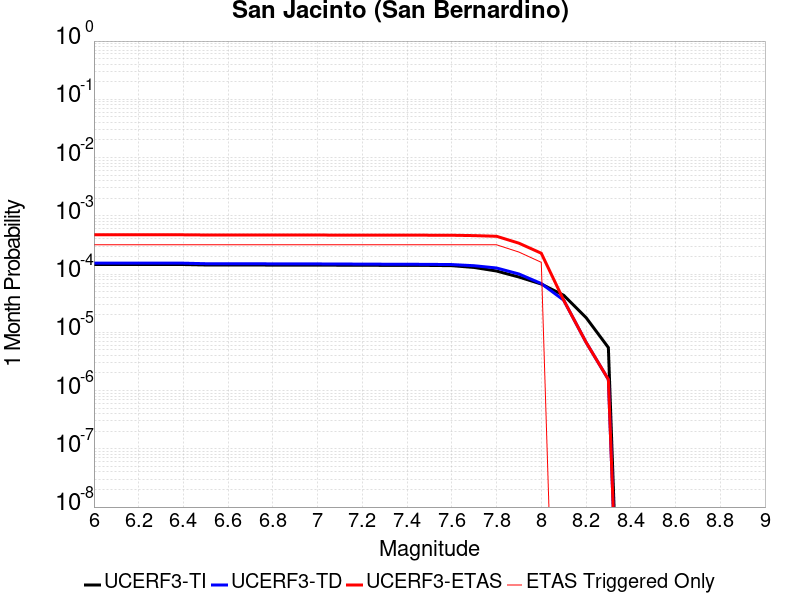 San Jacinto (San Bernardino)
10 0
10 -1
10 -2
10 -3
10 -4
10 -5
10 -6
10 -7
10 -8
1 Month Probability
6 6.2 6.4 6.6 6.8 7 7.2 7.4 7.6 7.8 8 8.2 8.4 8.6 8.8 9
Magnitude
UCERF3-TI UCERF3-TD UCERF3-ETAS ETAS Triggered Only